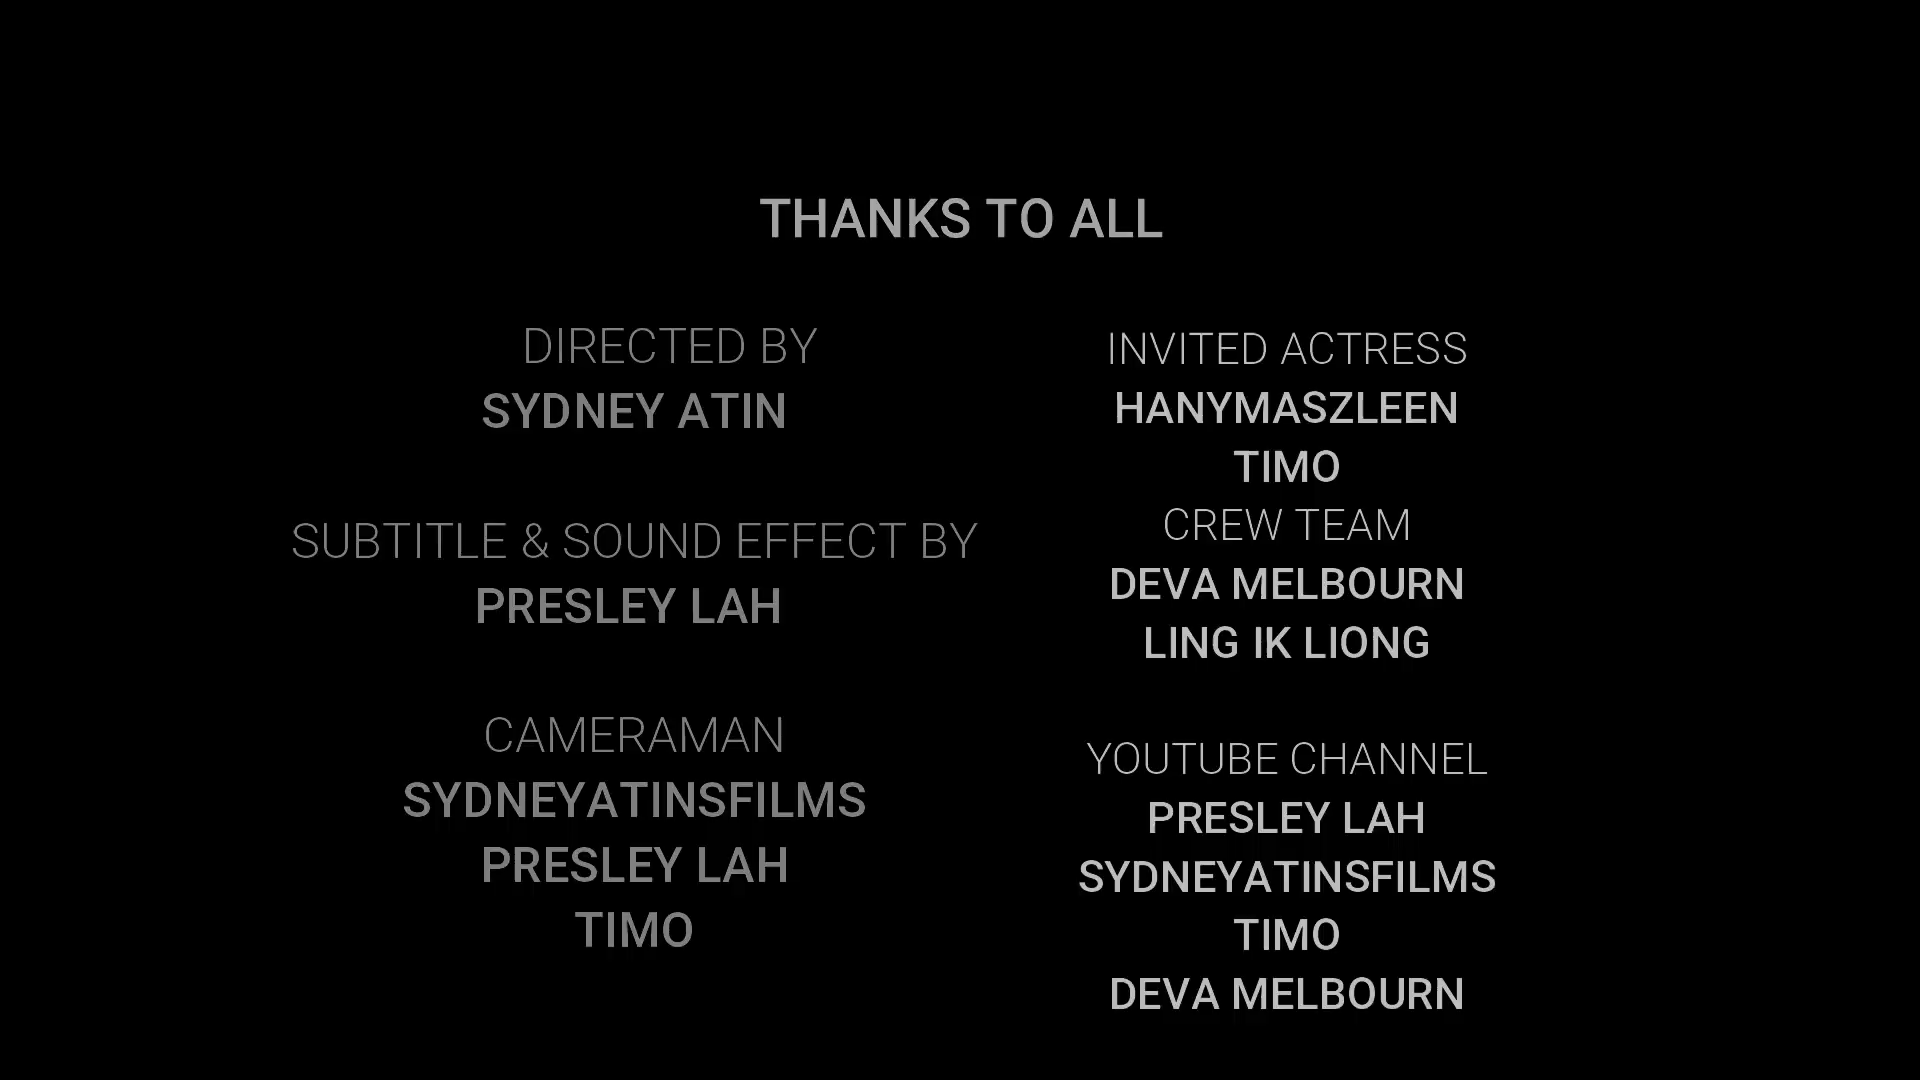 THANKS TO ALL
DIRECTED BY
SYDNEY ATIN
SUBTITLE & SOUND EFFECT BY
PRESLEY LAH
CAMERAMAN
SYDNEYATINSFILMS
PRESLEY LAH
TIMO
INVITED ACTRESS
HANYMASZLEEN
TIMO
CREW TEAM
DEVA MELBOURN
LING IK LIONG
YOUTUBE CHANNEL
PRESLEY LAH
SYDNEYATINSFILMS
TIMO
DEVA MELBOURN